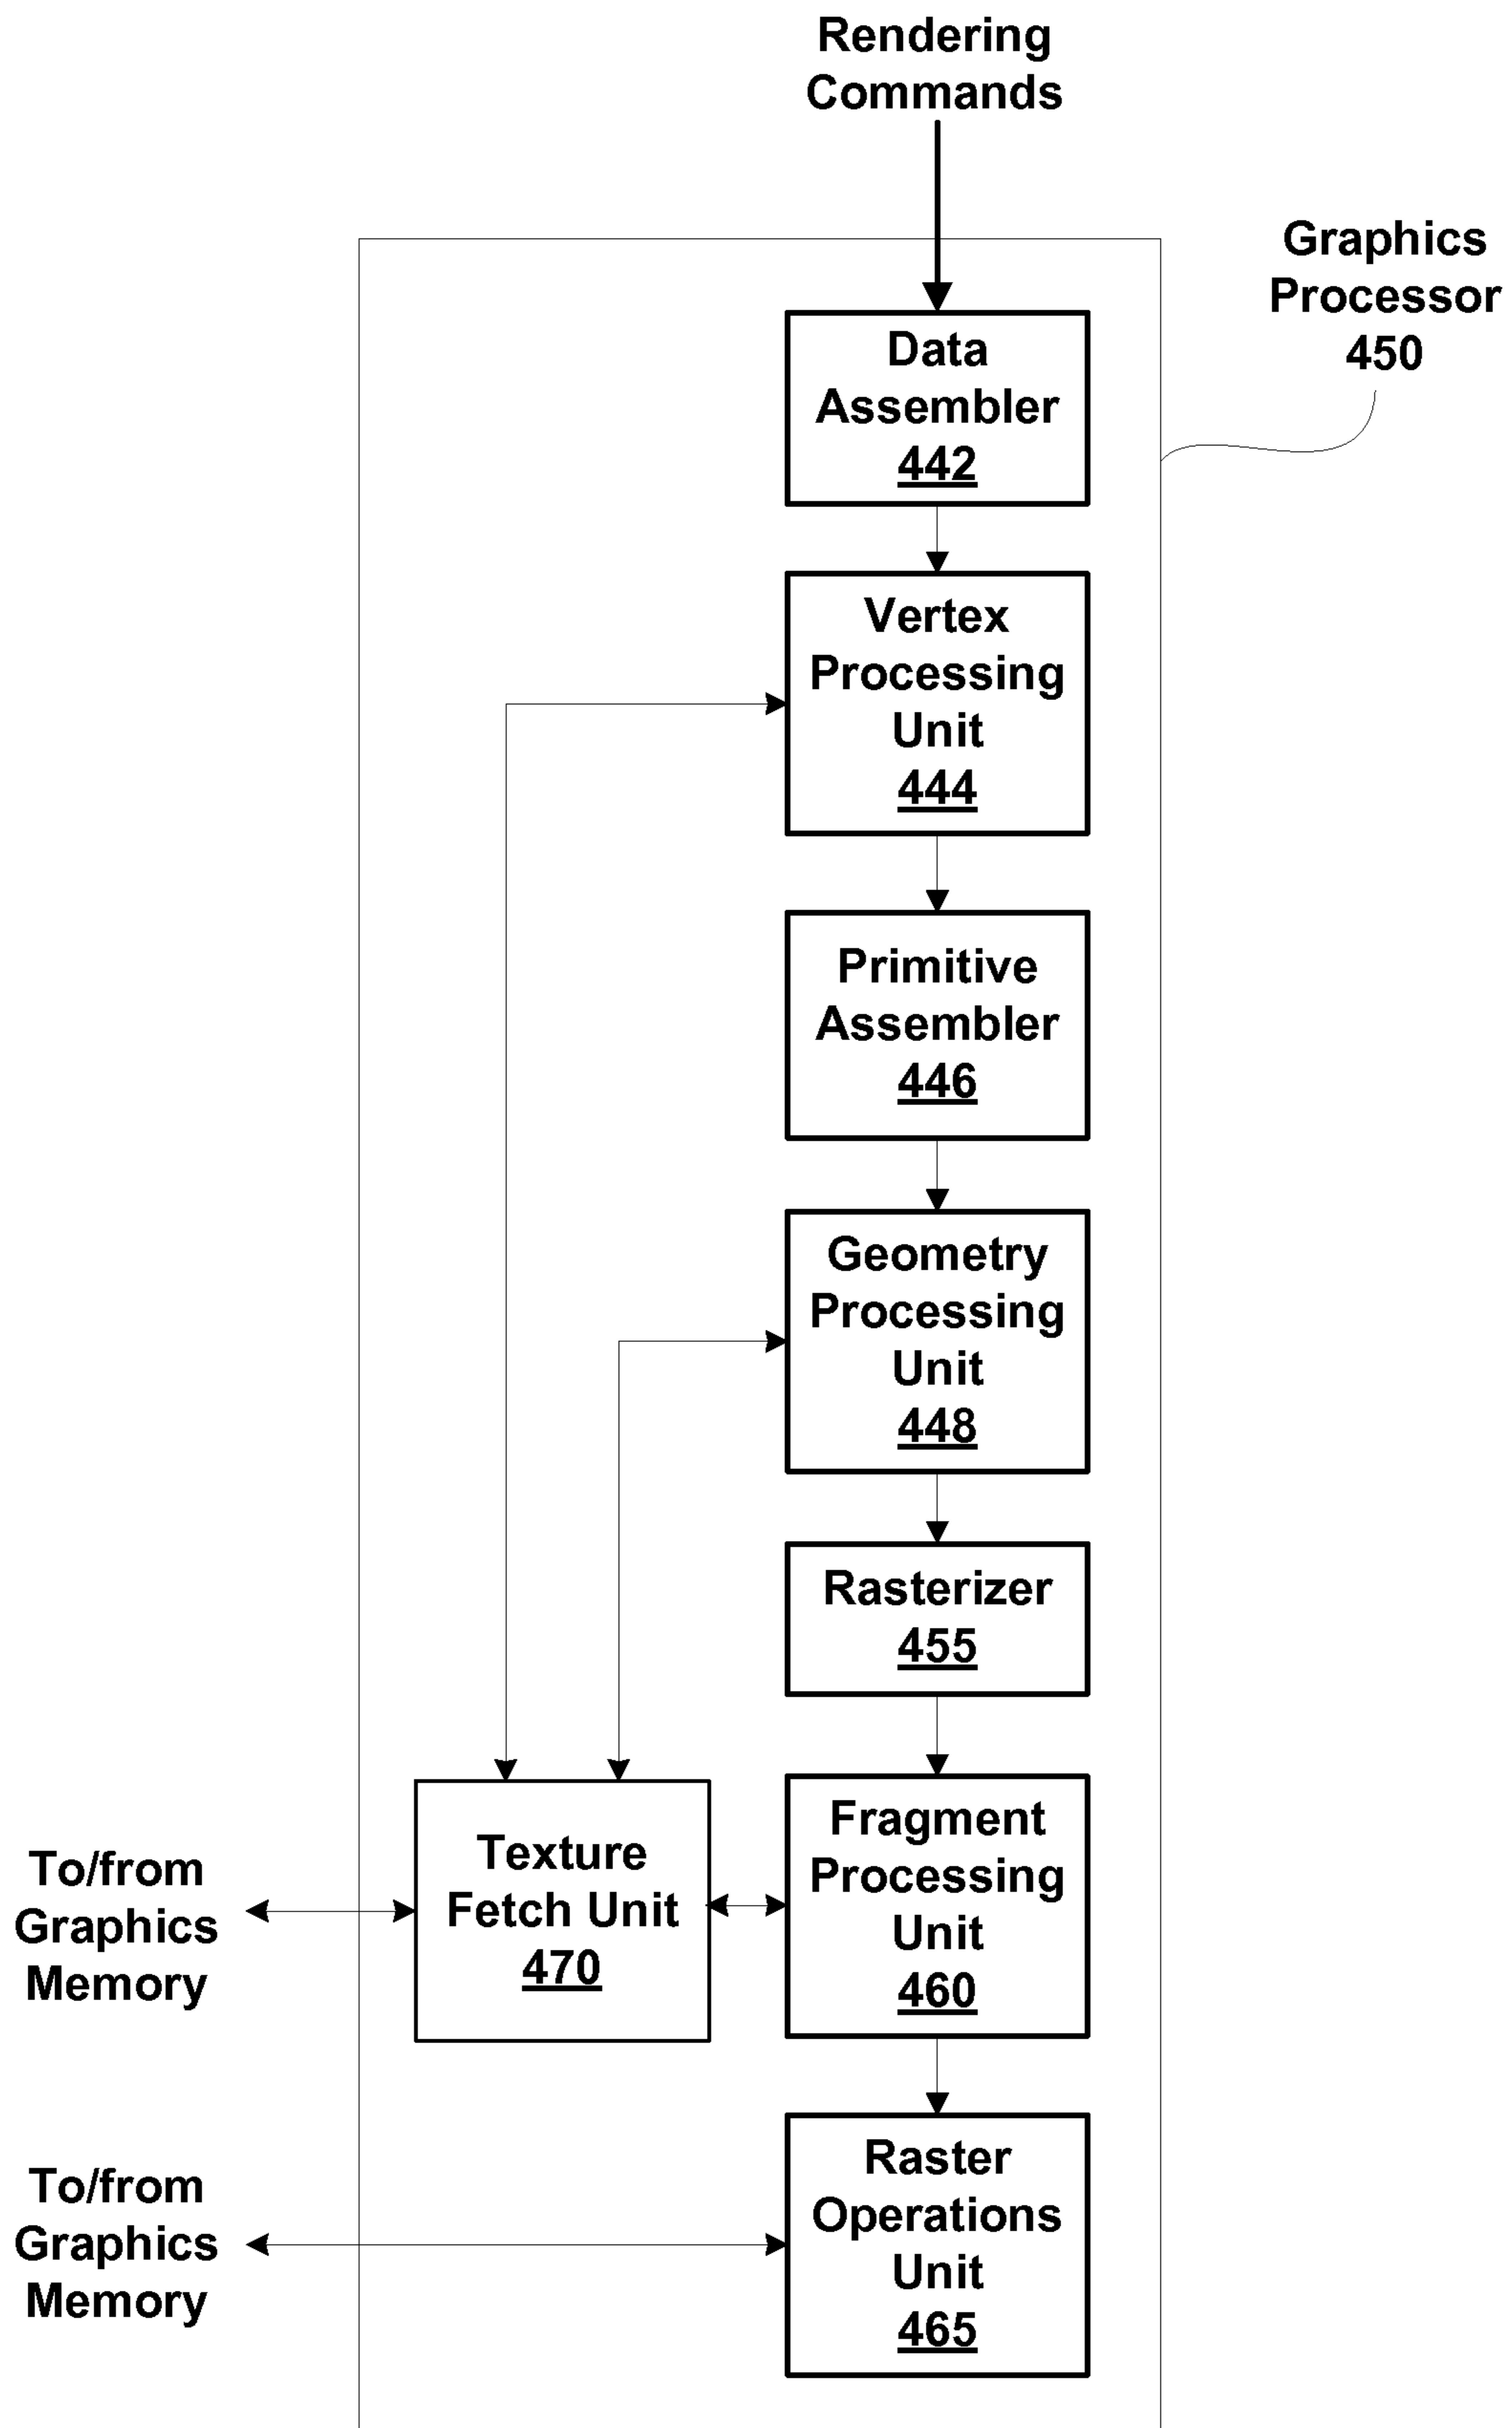 Rendering
Commands
Graphics
Processor
450
Data
Assembler
442
Vertex
Processing
Unit
444
Primitive
Assembler
446
Geometry
Processing
Unit
448
Rasterizer
455
Texture
Fetch Unit
470
Fragment
Processing
Unit
460
To/from
Graphics
Memory
Raster
Operations
Unit
465
To/from
Graphics
Memory